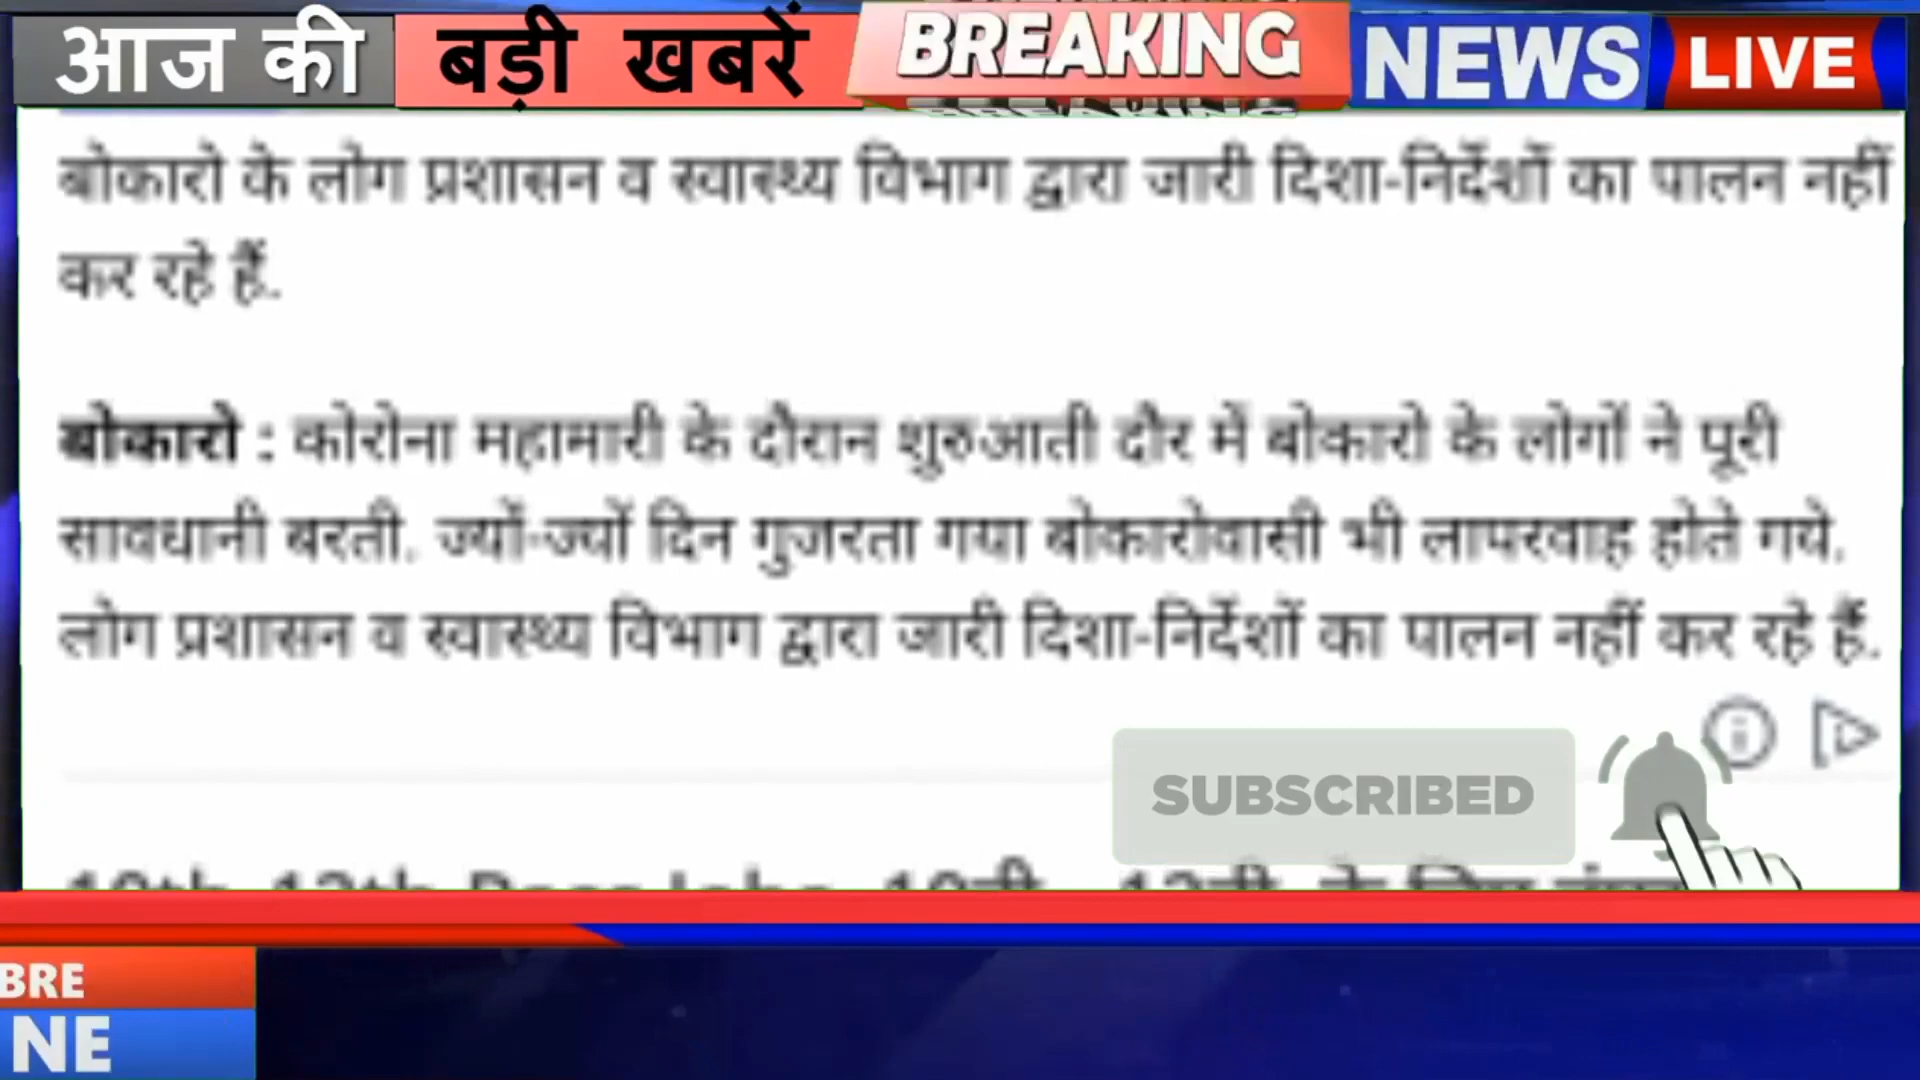 आज की बड़ी खबरें BREAKING NEWS LIVE
बोकारो के लोग प्रशासन व स्वास्थ्य विभाग द्वारा जारी दिशा-निर्देशों का पालन नहीं
कर रहे हैं.
बोकारो : कोरोना महामारी के दौरान शुरुआती दौर में बोकारो के लोगों ने पूरी
सावधानी बरती. ज्यों-ज्यों दिन गुजरता गया बोकारोवासी भी लापरवाह होते गये.
लोग प्रशासन व स्वास्थ्य विभाग द्वारा जारी दिशा-निर्देशों का पालन नहीं कर रहे हैं.
SUBSCRIBED
BRE
NE